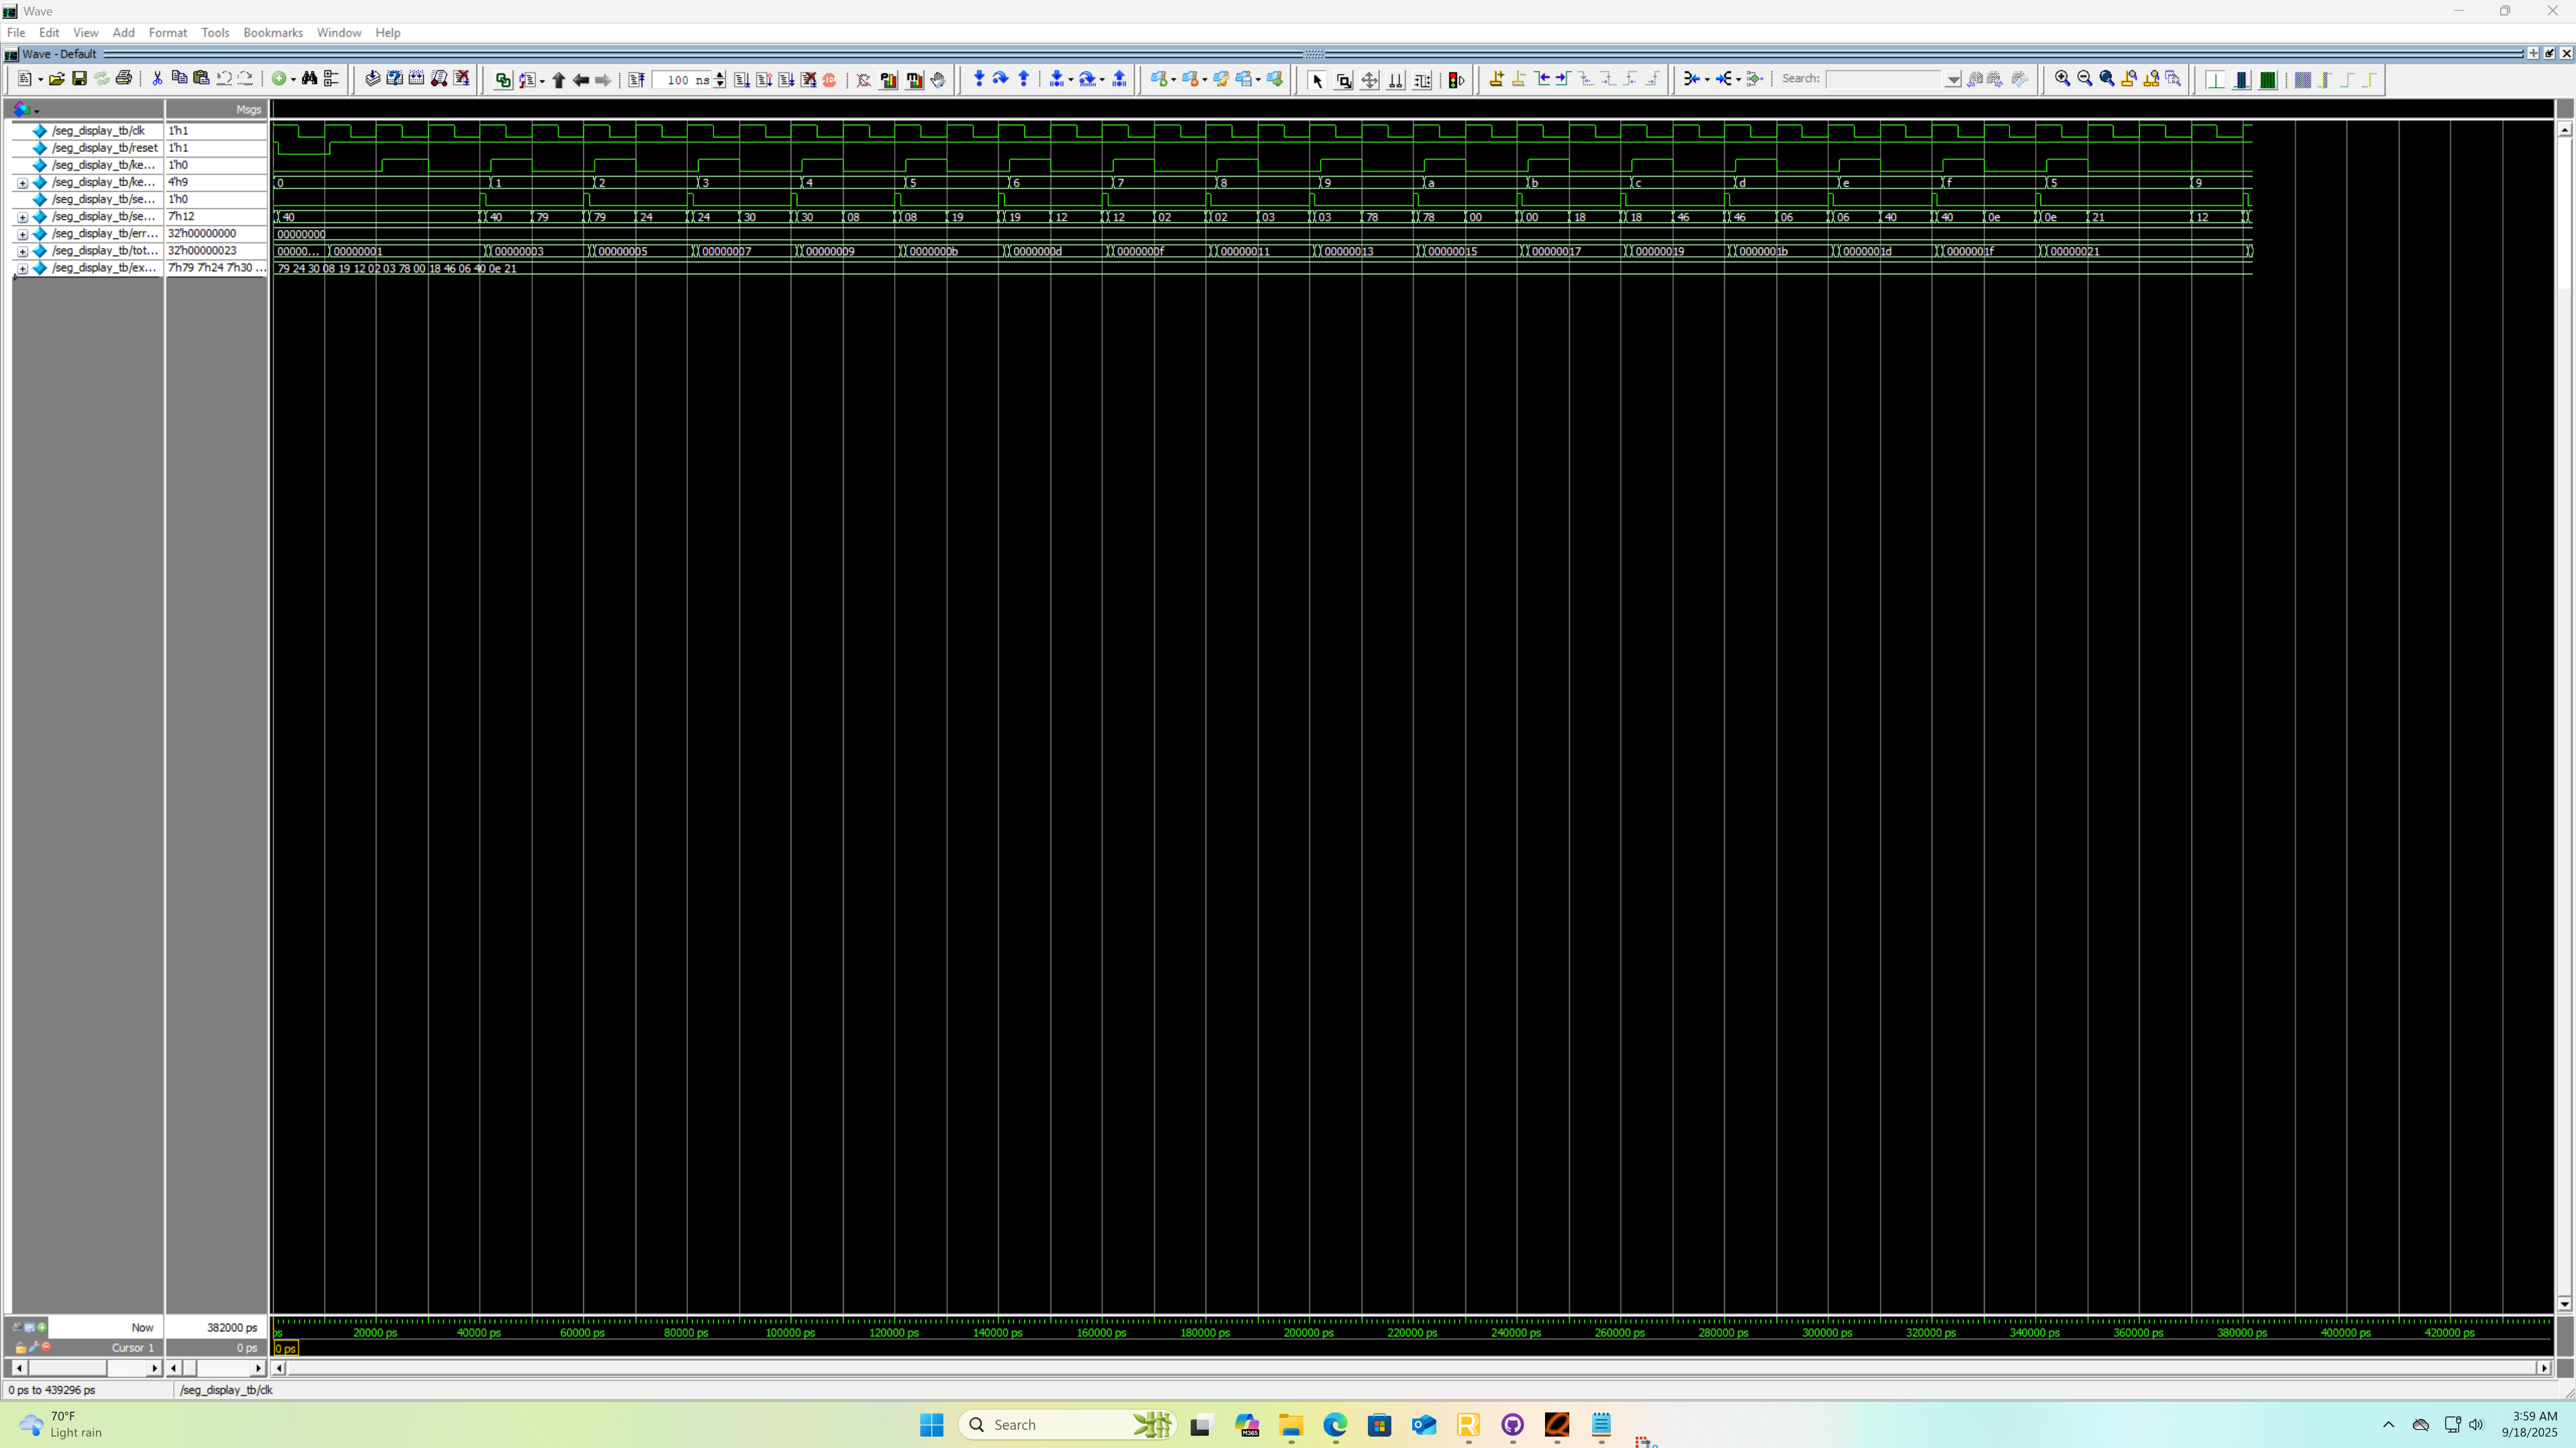 Wave
File Edit View Add Format Tools Bookmarks Window Help
Wave - Default
100 ns Search:
Msgs
/seg_display_tb/clk 1'h1
/seg_display_tb/reset 1'h1
/seg_display_tb/ke... 1'h0
/seg_display_tb/ke... 4'h9 0 1 2 3 4 5 6 7 8 9 a b c d e f 5 9
/seg_display_tb/se... 1'h0
/seg_display_tb/se... 7'h12 40 40 79 79 24 24 30 30 08 08 19 19 12 12 02 02 03 03 78 78 00 00 18 18 46 46 06 06 40 40 0e 0e 21 12
/seg_display_tb/err... 32'h00000000 00000000
/seg_display_tb/tot... 32'h00000023 00000... 00000001 00000003 00000005 00000007 00000009 0000000b 0000000d 0000000f 00000011 00000013 00000015 00000017 00000019 0000001b 0000001d 0000001f 00000021
/seg_display_tb/ex... 7'h79 7'h24 7'h30 ... 79 24 30 08 19 12 02 03 78 00 18 46 06 40 0e 21
Now 382000 ps ps 20000 ps 40000 ps 60000 ps 80000 ps 100000 ps 120000 ps 140000 ps 160000 ps 180000 ps 200000 ps 220000 ps 240000 ps 260000 ps 280000 ps 300000 ps 320000 ps 340000 ps 360000 ps 380000 ps 400000 ps 420000 ps
Cursor 1 0 ps 0 ps
0 ps to 439296 ps /seg_display_tb/clk
70°F
Light rain
Search
M365
3:59 AM
9/18/2025